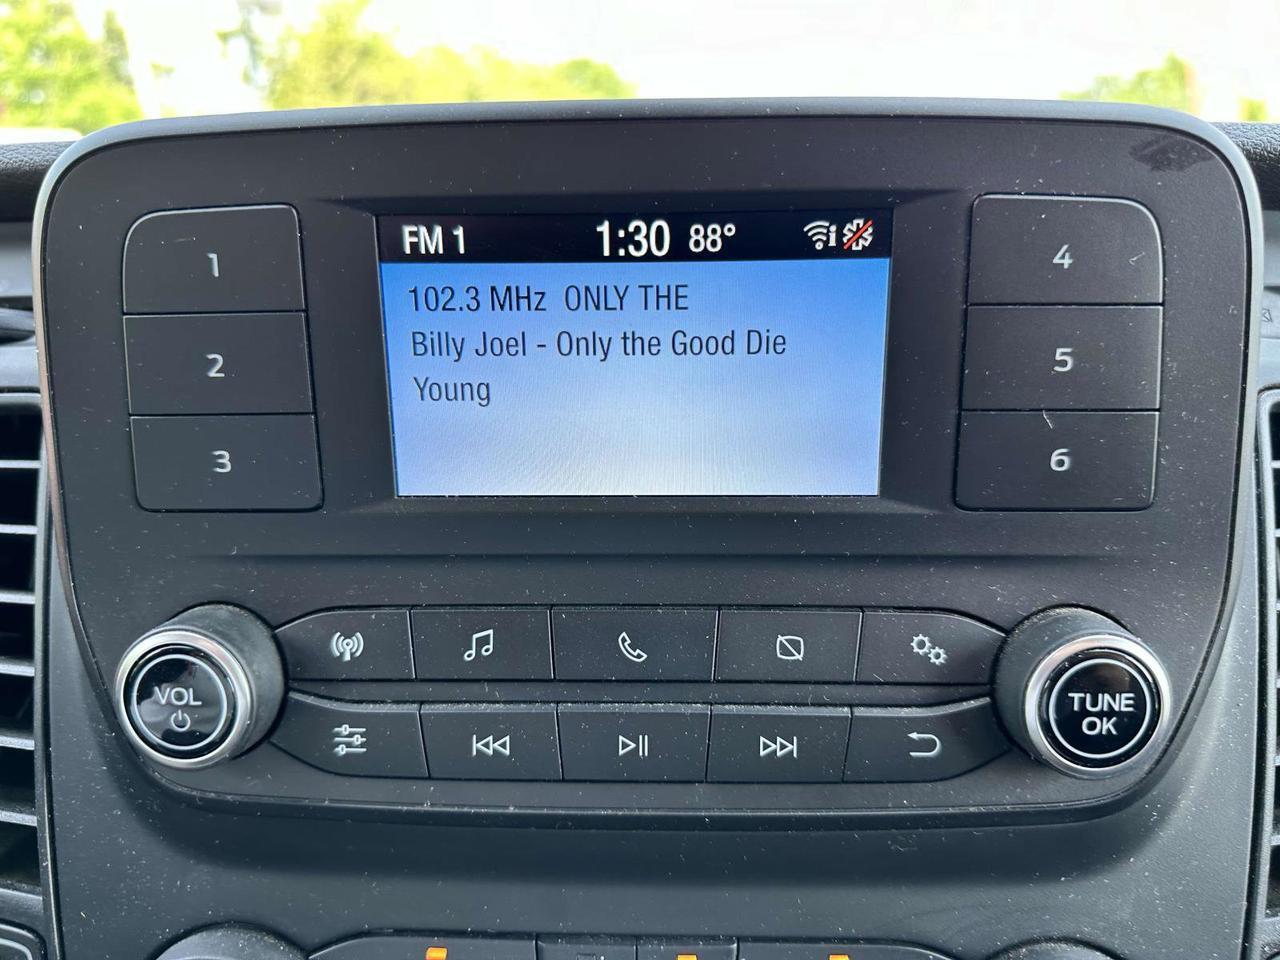 FM 1 1:30 88° i
102.3 MHz ONLY THE
Billy Joel - Only the Good Die
Young
1
2
3
4
5
6
VOL
TUNE
OK